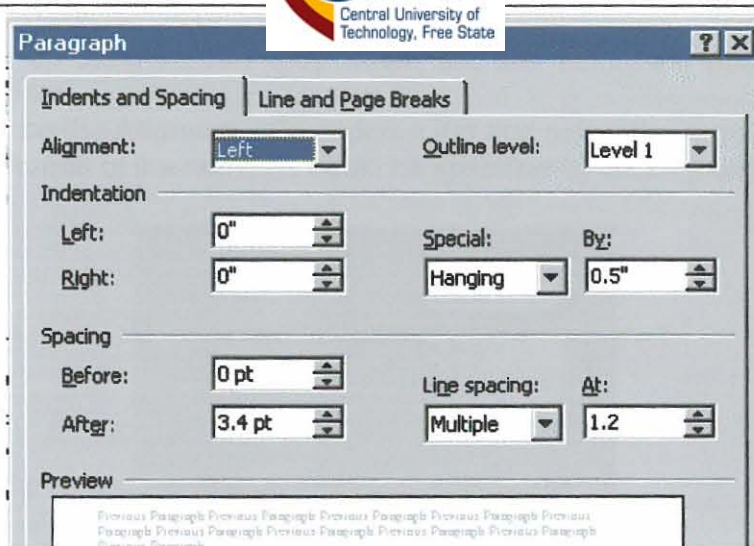 Central University of
Technology, Free State
Paragraph
Indents and Spacing
Line and Page Breaks
Alignment: Left Outline level: Level 1
Indentation
Left: 0" Special: By:
Right: 0" Hanging 0.5"
Spacing
Before: 0 pt Line spacing: At:
After: 3.4 pt Multiple 1.2
Preview
Previous Paragraph Previous Paragraph Previous Paragraph Previous Paragraph Previous
Paragraph Previous Paragraph Previous Paragraph Previous Paragraph Previous Paragraph
Previous Paragraph